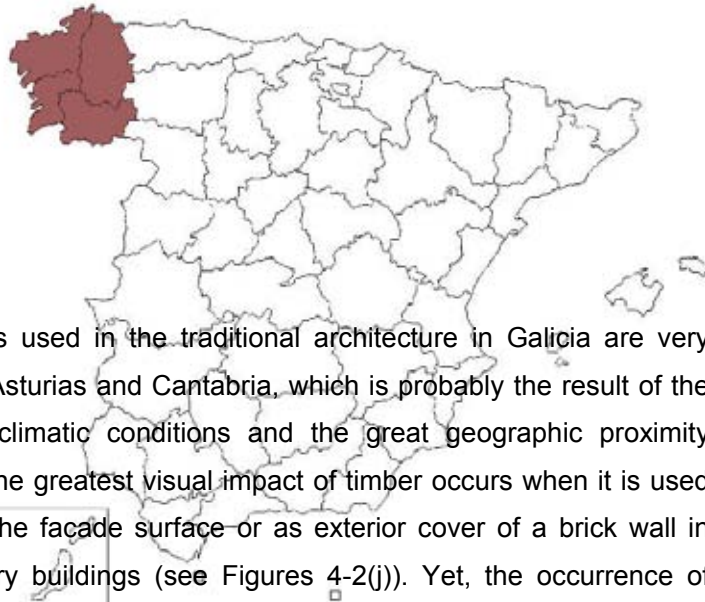 s used in the traditional architecture in Galicia are very
Asturias and Cantabria, which is probably the result of the
climatic conditions and the great geographic proximity
he greatest visual impact of timber occurs when it is used
he facade surface or as exterior cover of a brick wall in
ry buildings (see Figures 4-2(j)). Yet, the occurrence of